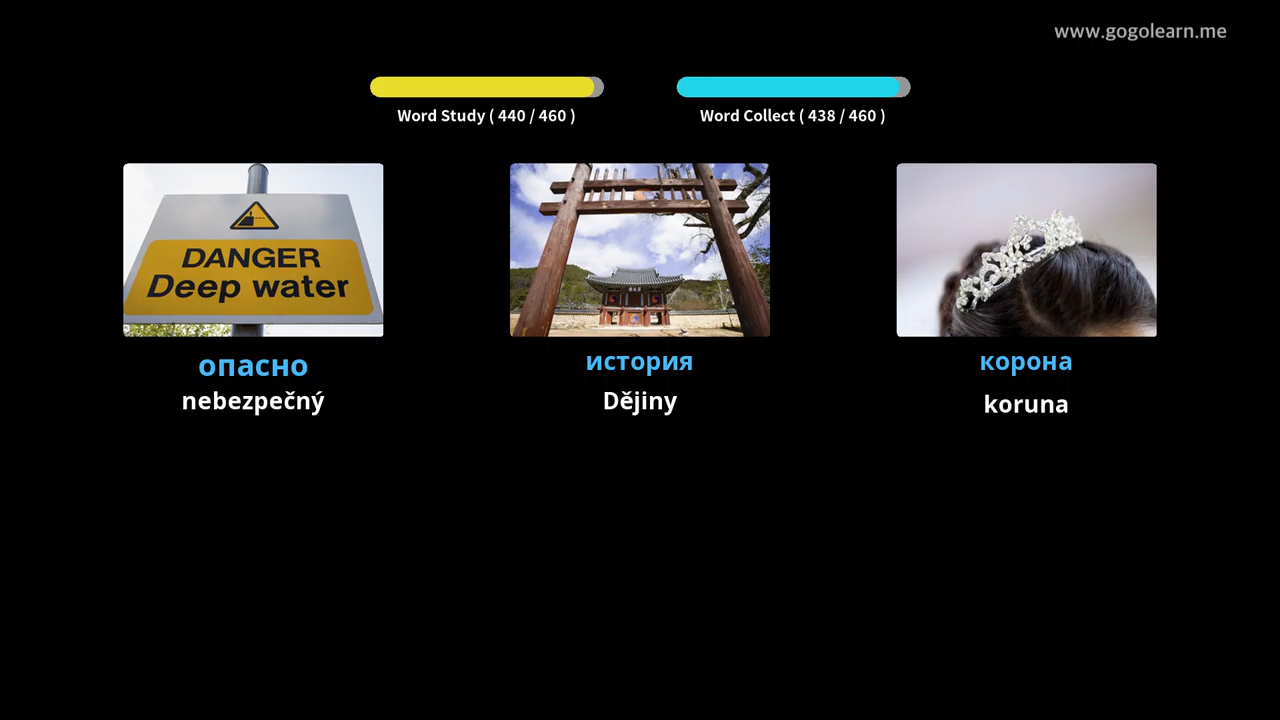 www.gogolearn.me
Word Study ( 440 / 460 )
Word Collect ( 438 / 460 )
DANGER
Deep water
опасно
nebezpečný
история
Dějiny
корона
koruna